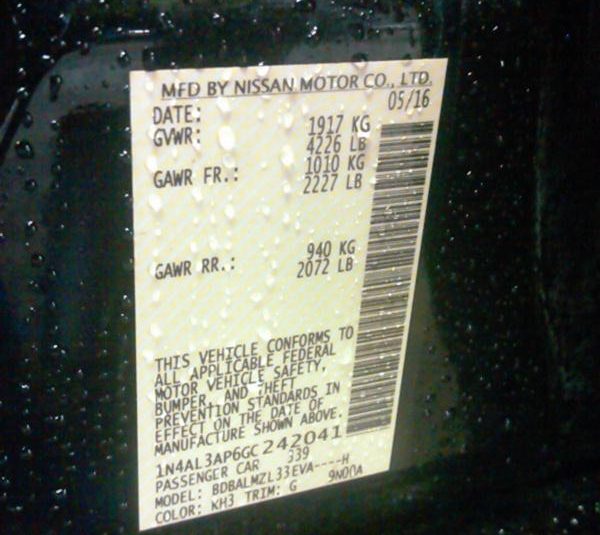 MFD BY NISSAN MOTOR CO., LTD.
DATE: 05/16
GVWR: 1917 KG
4226 LB
GAWR FR.: 1010 KG
2227 LB
GAWR RR.: 940 KG
2072 LB
THIS VEHICLE CONFORMS TO
ALL APPLICABLE FEDERAL
MOTOR VEHICLE SAFETY,
BUMPER, AND THEFT
PREVENTION STANDARDS IN
EFFECT ON THE DATE OF
MANUFACTURE SHOWN ABOVE.
1N4AL3AP6GC242041
PASSENGER CAR 339
MODEL: BDBALMZL33EVA----H
COLOR: KH3 TRIM: G 9N00A